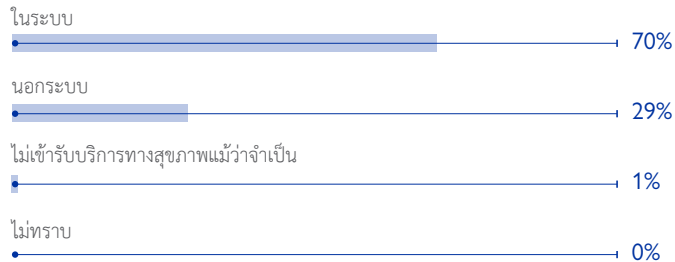 ในระบบ
70%
นอกระบบ
29%
ไม่เข้ารับบริการทางสุขภาพแม้ว่าจำเป็น
1%
ไม่ทราบ
0%